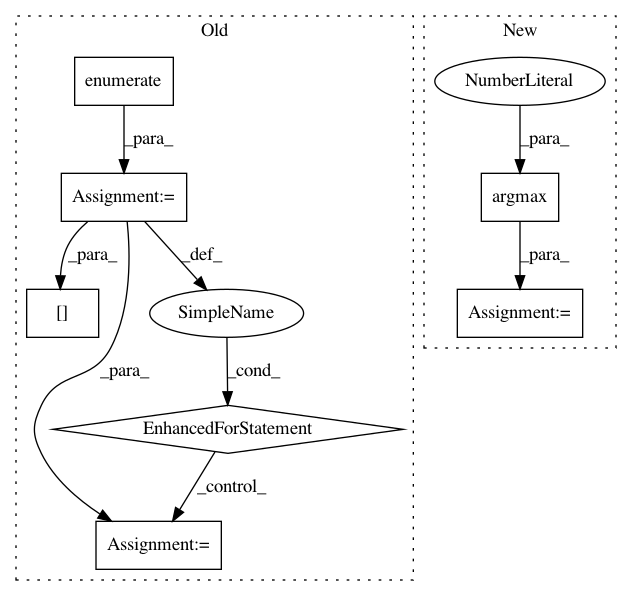 Old
New
enumerate
NumberLiteral
_para_
_para_
Assignment:=
argmax
_para_
_def_
_para_
[]
SimpleName
Assignment:=
_para_
_cond_
EnhancedForStatement
_control_
Assignment:=